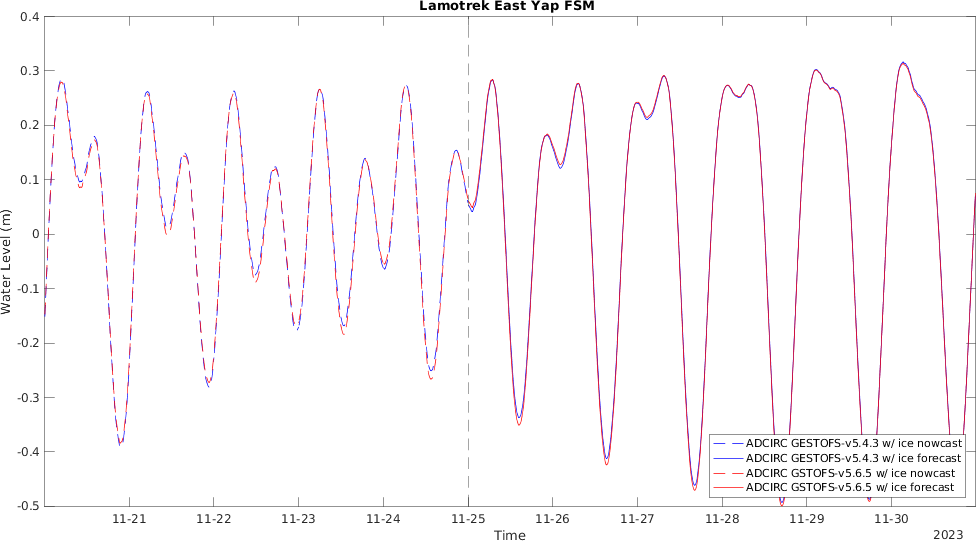 Lamotrek East Yap FSM
0.4
0.3
0.2
0.1
0
-0.1
-0.2
-0.3
-0.4
-0.5
Water Level (m)
ADCIRC GESTOFS-v5.4.3 w/ ice nowcast
ADCIRC GESTOFS-v5.4.3 w/ ice forecast
ADCIRC GSTOFS-v5.6.5 w/ ice nowcast
ADCIRC GSTOFS-v5.6.5 w/ ice forecast
11-21 11-22 11-23 11-24 11-25 11-26 11-27 11-28 11-29 11-30
Time
2023